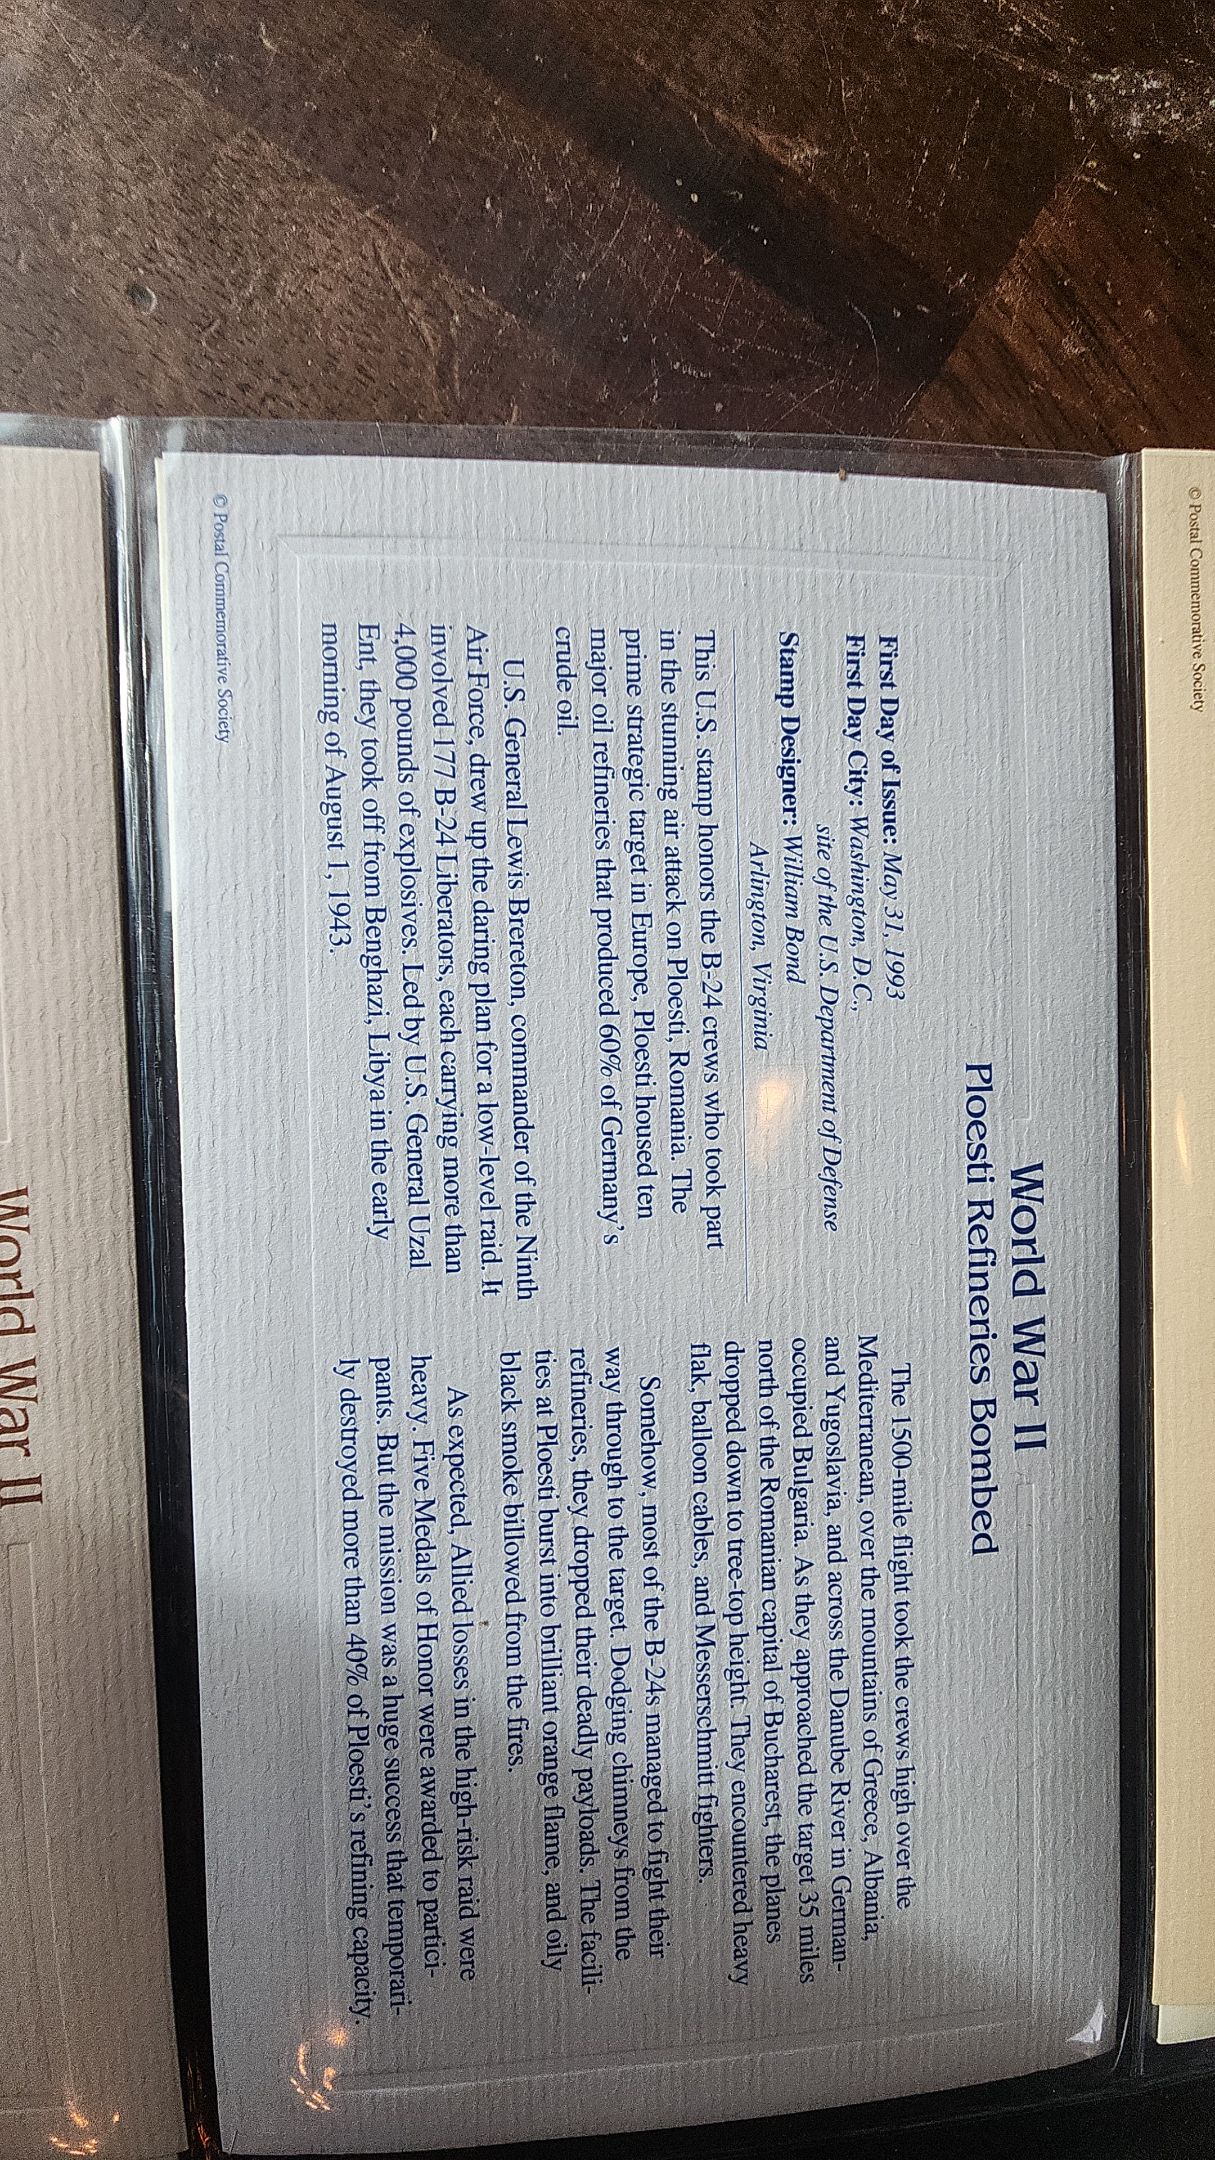 © Postal Commemorative Society
World War II
Ploesti Refineries Bombed
First Day of Issue: May 31, 1993
First Day City: Washington, D.C.,
site of the U.S. Department of Defense
Stamp Designer: William Bond
Arlington, Virginia
This U.S. stamp honors the B-24 crews who took part
in the stunning air attack on Ploesti, Romania. The
prime strategic target in Europe, Ploesti housed ten
major oil refineries that produced 60% of Germany's
crude oil.
U.S. General Lewis Brereton, commander of the Ninth
Air Force, drew up the daring plan for a low-level raid. It
involved 177 B-24 Liberators, each carrying more than
4,000 pounds of explosives. Led by U.S. General Uzal
Ent, they took off from Benghazi, Libya in the early
morning of August 1, 1943.
The 1500-mile flight took the crews high over the
Mediterranean, over the mountains of Greece, Albania,
and Yugoslavia, and across the Danube River in German-
occupied Bulgaria. As they approached the target 35 miles
north of the Romanian capital of Bucharest, the planes
dropped down to tree-top height. They encountered heavy
flak, balloon cables, and Messerschmitt fighters.
Somehow, most of the B-24s managed to fight their
way through to the target. Dodging chimneys from the
refineries, they dropped their deadly payloads. The facili-
ties at Ploesti burst into brilliant orange flame, and oily
black smoke billowed from the fires.
As expected, Allied losses in the high-risk raid were
heavy. Five Medals of Honor were awarded to partici-
pants. But the mission was a huge success that temporari-
ly destroyed more than 40% of Ploesti's refining capacity.
© Postal Commemorative Society
World War II